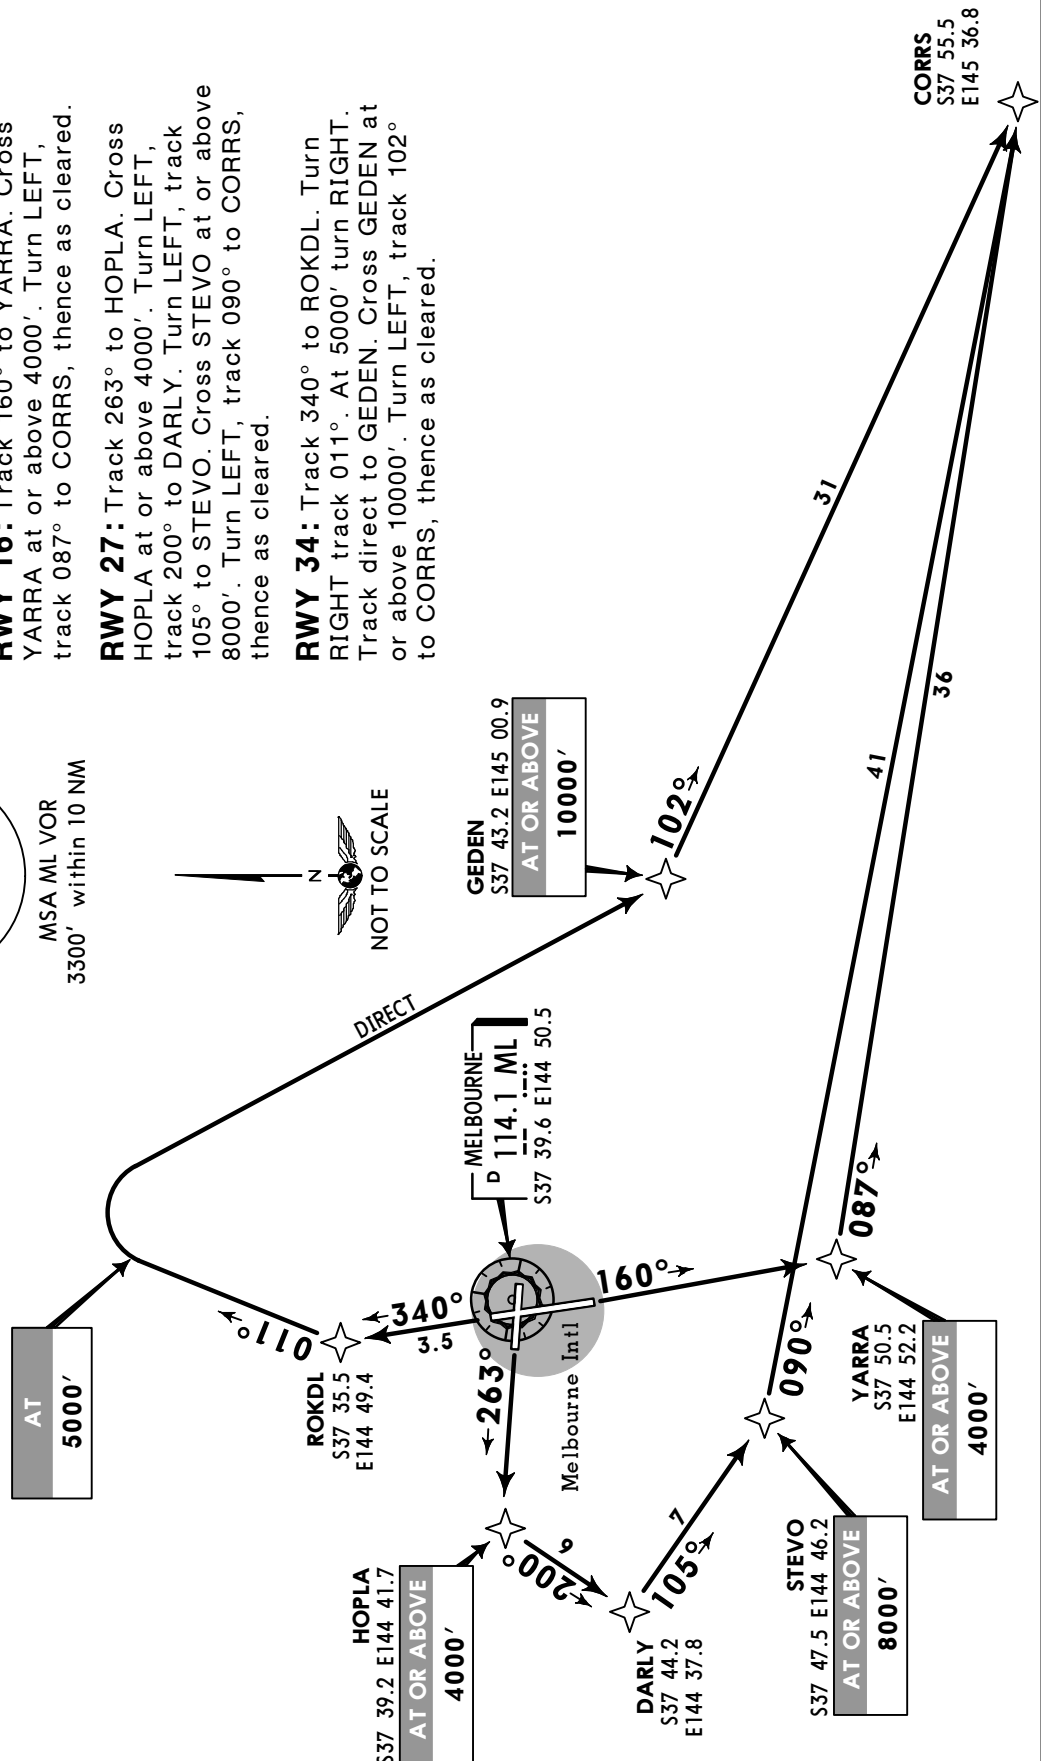 RWY 16: Track 160° to YARRA. Cross
YARRA at or above 4000'. Turn LEFT,
track 087° to CORRS, thence as cleared.
RWY 27: Track 263° to HOPLA. Cross
HOPLA at or above 4000'. Turn LEFT,
track 200° to DARLY. Turn LEFT, track
105° to STEVO. Cross STEVO at or above
8000'. Turn LEFT, track 090° to CORRS,
thence as cleared.
RWY 34: Track 340° to ROKDL. Turn
RIGHT track 011°. At 5000' turn RIGHT.
Track direct to GEDEN. Cross GEDEN at
or above 10000'. Turn LEFT, track 102°
to CORRS, thence as cleared.
MSA ML VOR
3300' within 10 NM
N
NOT TO SCALE
AT
5000'
011°
ROKDL
S37 35.5
E144 49.4
340°
3.5
DIRECT
MELBOURNE
D 114.1 ML
S37 39.6 E144 50.5
GEDEN
S37 43.2 E145 00.9
AT OR ABOVE
10000'
102°
31
CORRS
S37 55.5
E145 36.8
HOPLA
S37 39.2 E144 41.7
AT OR ABOVE
4000'
263°
Melbourne Intl
160°
200°
6
DARLY
S37 44.2
E144 37.8
105°
7
STEVO
S37 47.5 E144 46.2
AT OR ABOVE
8000'
090°
41
YARRA
S37 50.5
E144 52.2
AT OR ABOVE
4000'
087°
36